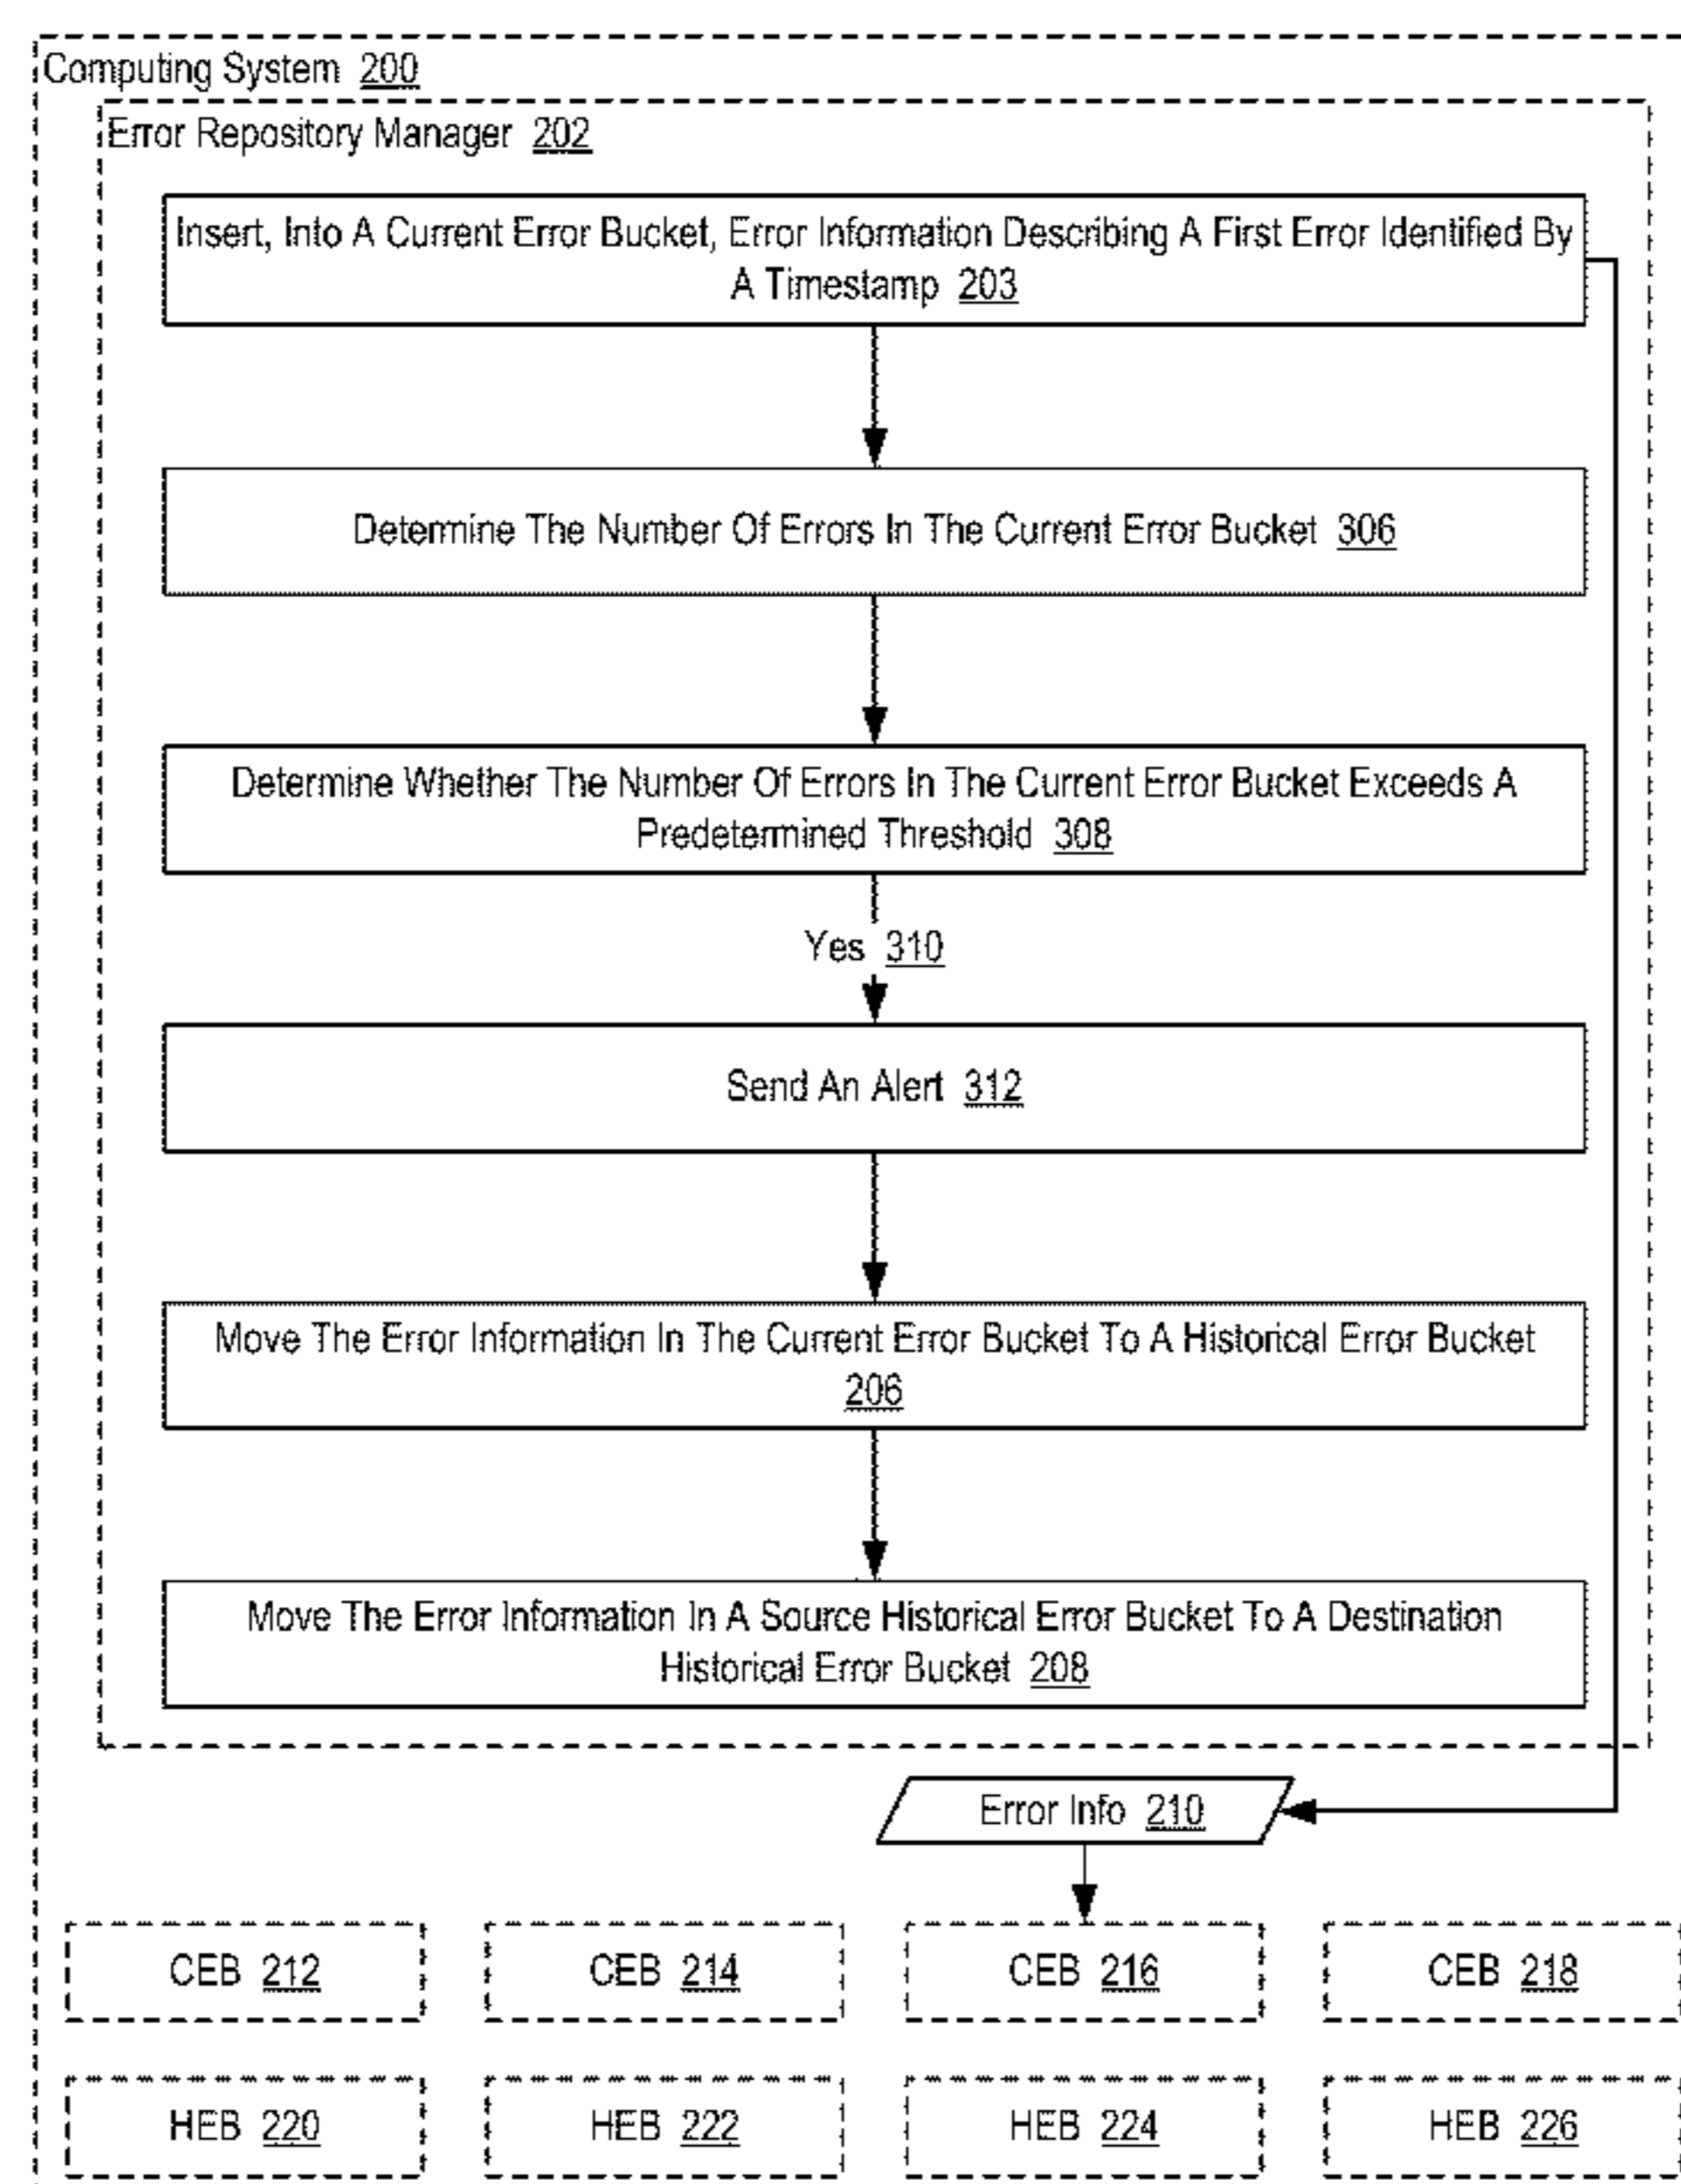 Computing System 200
Error Repository Manager 202
Insert, Into A Current Error Bucket, Error Information Describing A First Error Identified By
A Timestamp 203
Determine The Number Of Errors In The Current Error Bucket 306
Determine Whether The Number Of Errors In The Current Error Bucket Exceeds A
Predetermined Threshold 308
Yes 310
Send An Alert 312
Move The Error Information In The Current Error Bucket To A Historical Error Bucket
206
Move The Error Information In A Source Historical Error Bucket To A Destination
Historical Error Bucket 208
Error Info 210
CEB 212 CEB 214 CEB 216 CEB 218
HEB 220 HEB 222 HEB 224 HEB 226